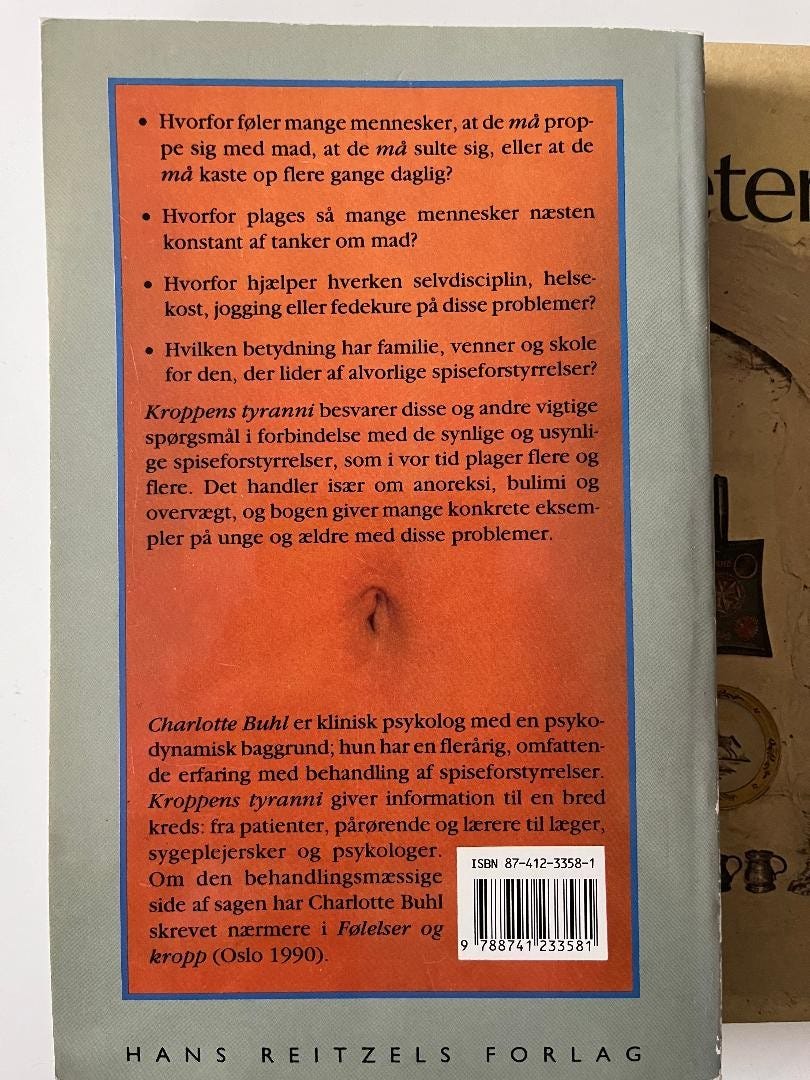 • Hvorfor føler mange mennesker, at de må prop-
pe sig med mad, at de må sulte sig, eller at de
må kaste op flere gange daglig?
• Hvorfor plages så mange mennesker næsten
konstant af tanker om mad?
• Hvorfor hjælper hverken selvdisciplin, helse-
kost, jogging eller fedekure på disse problemer?
• Hvilken betydning har familie, venner og skole
for den, der lider af alvorlige spiseforstyrrelser?
Kroppens tyranni besvarer disse og andre vigtige
spørgsmål i forbindelse med de synlige og usynli-
ge spiseforstyrrelser, som i vor tid plager flere og
flere. Det handler især om anoreksi, bulimi og
overvægt, og bogen giver mange konkrete eksem-
pler på unge og ældre med disse problemer.
Charlotte Buhl er klinisk psykolog med en psyko-
dynamisk baggrund; hun har en flerårig, omfatten-
de erfaring med behandling af spiseforstyrrelser.
Kroppens tyranni giver information til en bred
kreds: fra patienter, pårørende og lærere til læger,
sygeplejersker og psykologer.
Om den behandlingsmæssige
side af sagen har Charlotte Buhl
skrevet nærmere i Følelser og
kropp (Oslo 1990).
ISBN 87-412-3358-1
9 788741 233581
HANS REITZELS FORLAG
eter